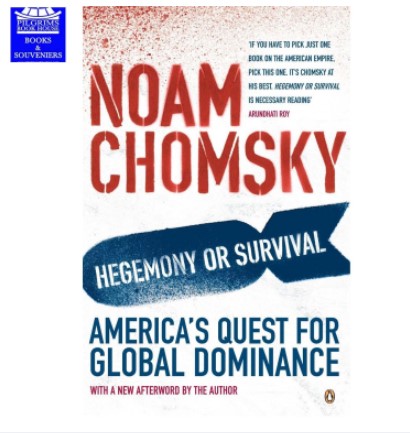 PILGRIMS
BOOK HOUSE
BOOKS
&
SOUVENIERS
'IF YOU HAVE TO PICK JUST ONE
BOOK ON THE AMERICAN EMPIRE,
PICK THIS ONE. IT'S CHOMSKY AT
HIS BEST. HEGEMONY OR SURVIVAL
IS NECESSARY READING'
ARUNDHATI ROY
NOAM
CHOMSKY
HEGEMONY OR SURVIVAL
AMERICA'S QUEST FOR
GLOBAL DOMINANCE
WITH A NEW AFTERWORD BY THE AUTHOR